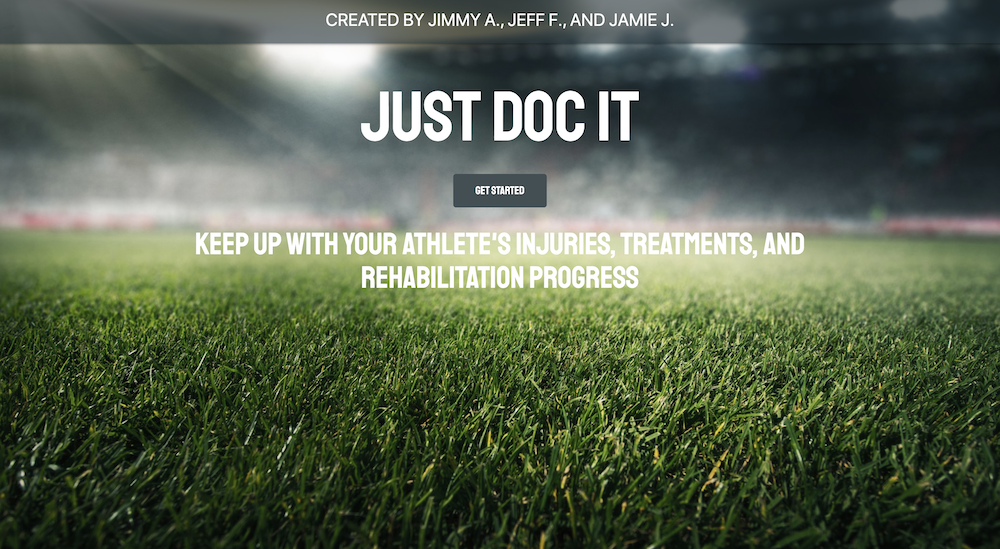 CREATED BY JIMMY A., JEFF F., AND JAMIE J.
JUST DOC IT
GET STARTED
KEEP UP WITH YOUR ATHLETE'S INJURIES, TREATMENTS, AND
REHABILITATION PROGRESS